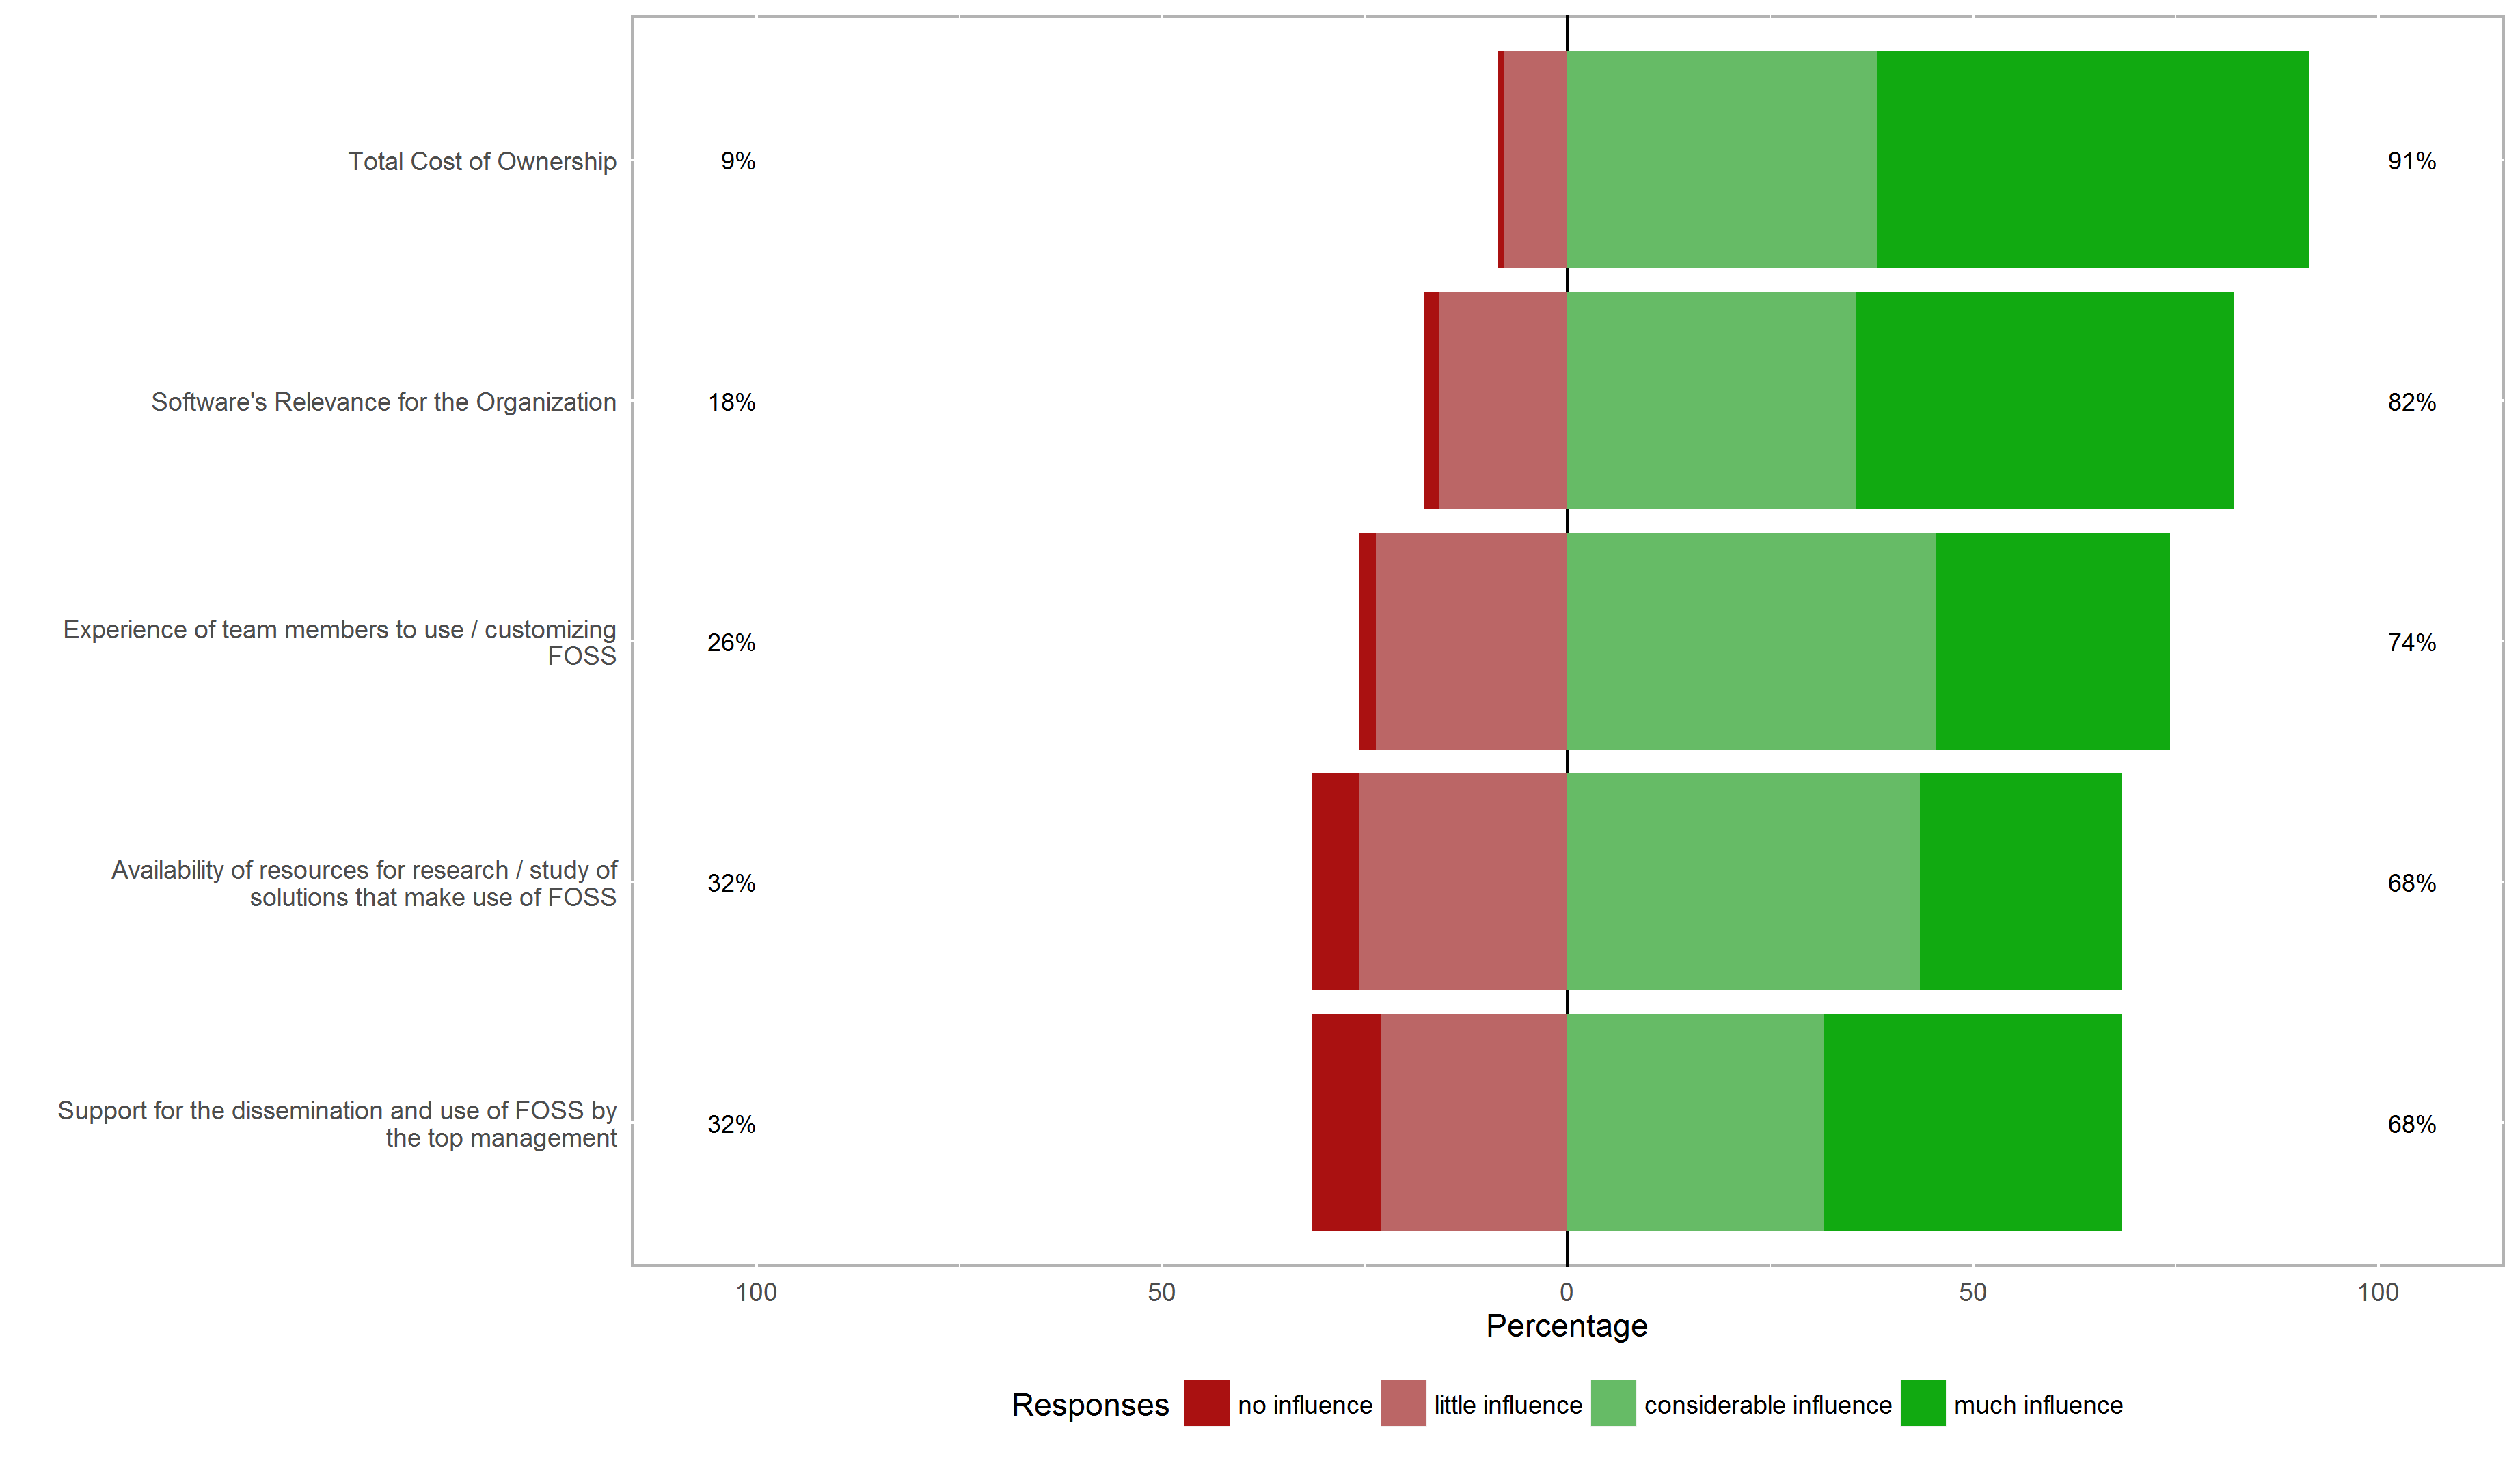 Total Cost of Ownership
9%
91%
Software's Relevance for the Organization
18%
82%
Experience of team members to use / customizing
FOSS
26%
74%
Availability of resources for research / study of
solutions that make use of FOSS
32%
68%
Support for the dissemination and use of FOSS by
the top management
32%
68%
100 50 0 50 100
Percentage
Responses no influence little influence considerable influence much influence